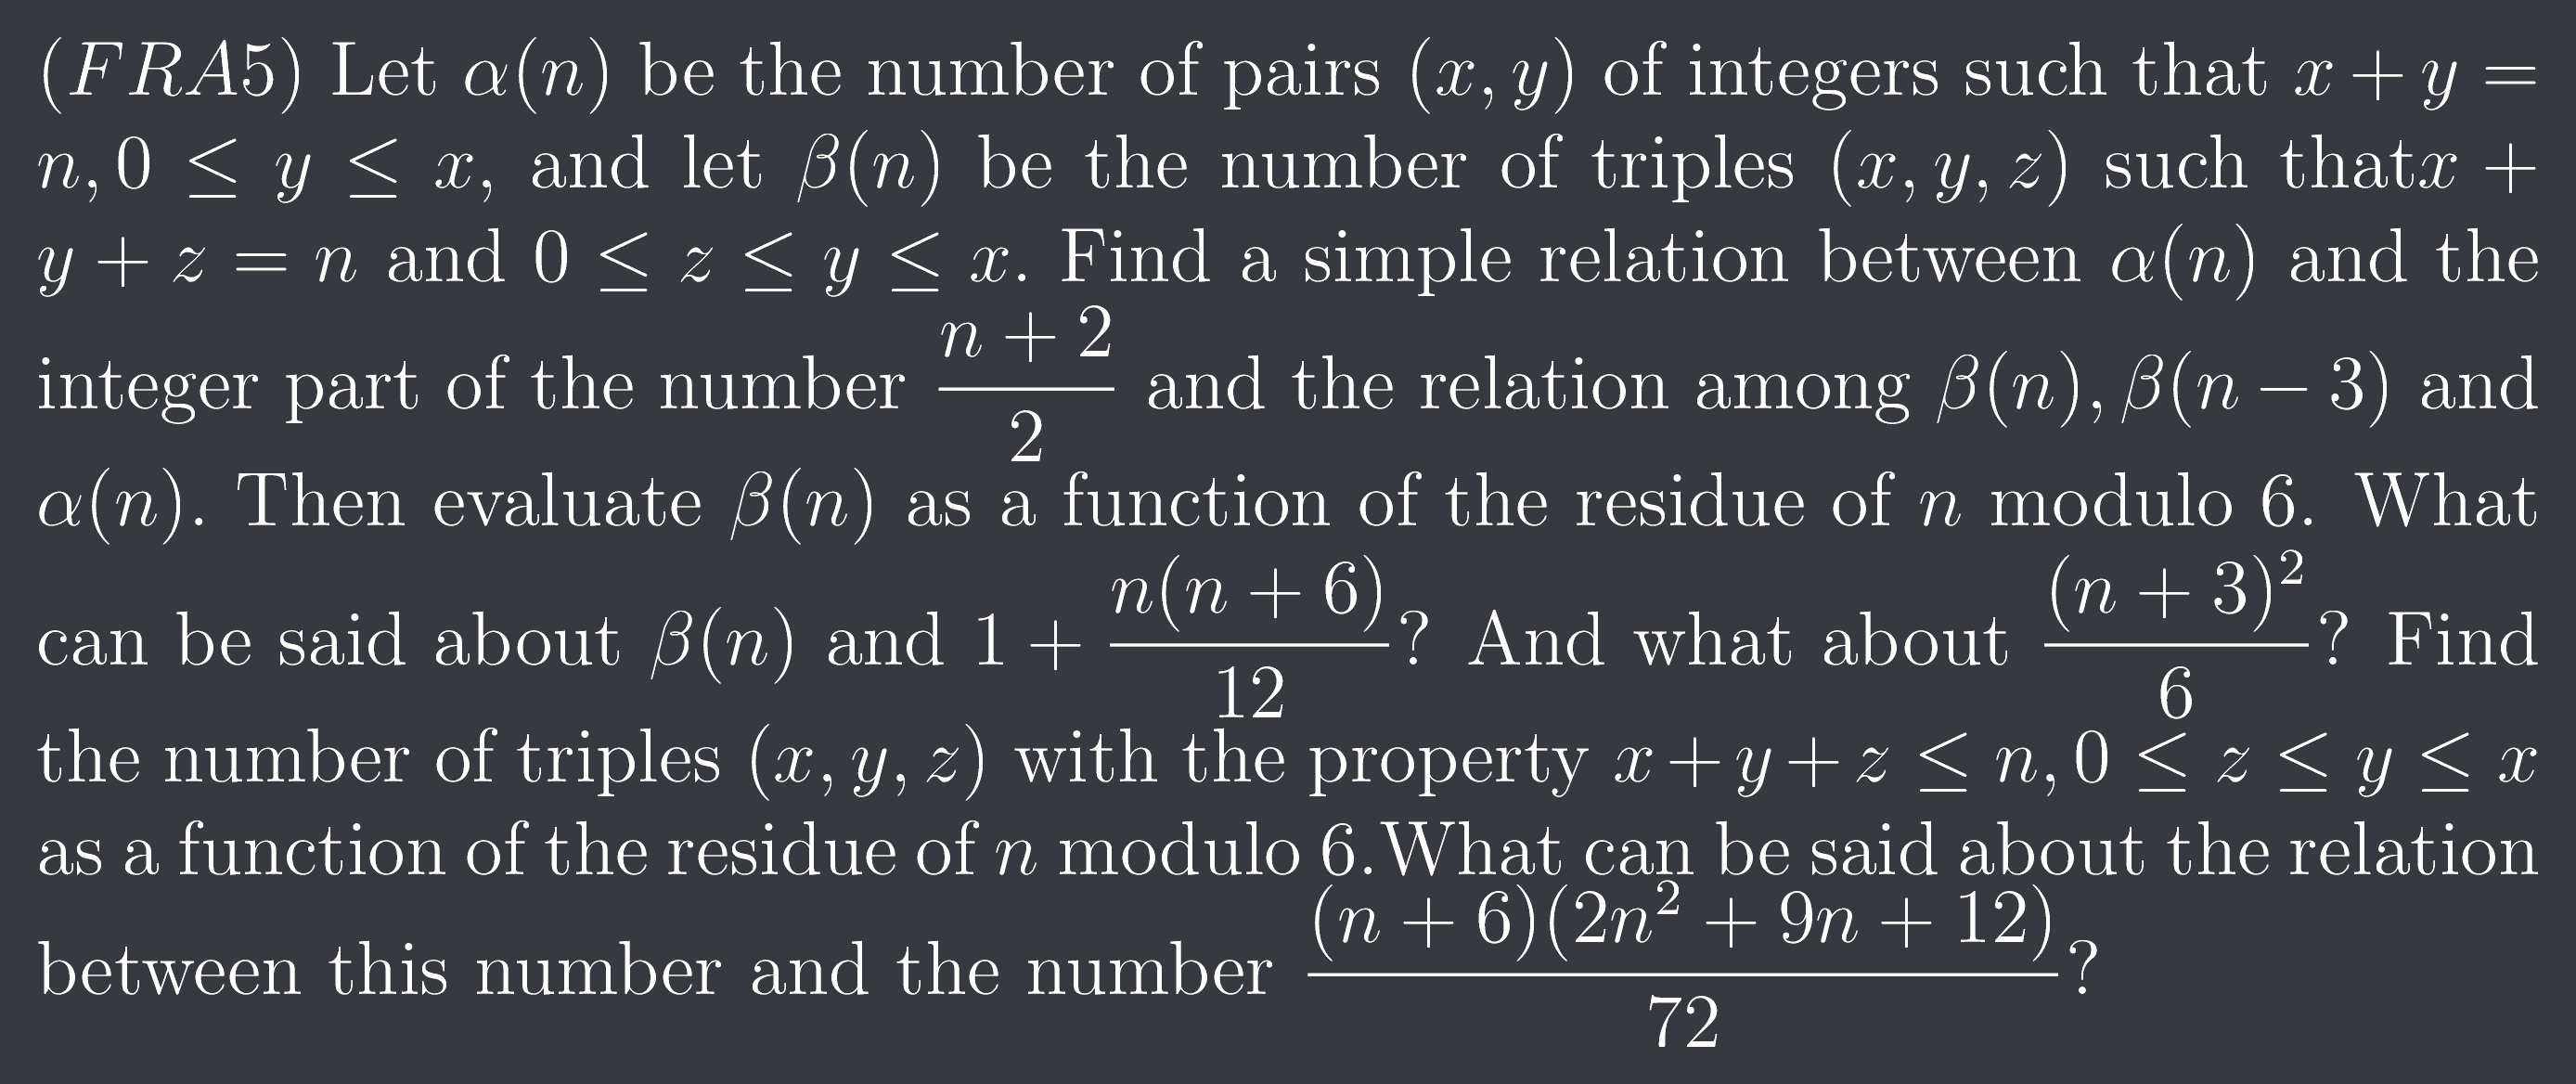 (FRA5) Let α(n) be the number of pairs (x, y) of integers such that x + y =
n, 0 ≤ y ≤ x, and let β(n) be the number of triples (x, y, z) such thatx +
y + z = n and 0 ≤ z ≤ y ≤ x. Find a simple relation between α(n) and the
integer part of the number \frac{n + 2}{2} and the relation among β(n), β(n − 3) and
α(n). Then evaluate β(n) as a function of the residue of n modulo 6. What
can be said about β(n) and 1 + \frac{n(n + 6)}{12}? And what about \frac{(n + 3)^2}{6}? Find
the number of triples (x, y, z) with the property x + y + z ≤ n, 0 ≤ z ≤ y ≤ x
as a function of the residue of n modulo 6.What can be said about the relation
between this number and the number \frac{(n + 6)(2n^2 + 9n + 12)}{72}?